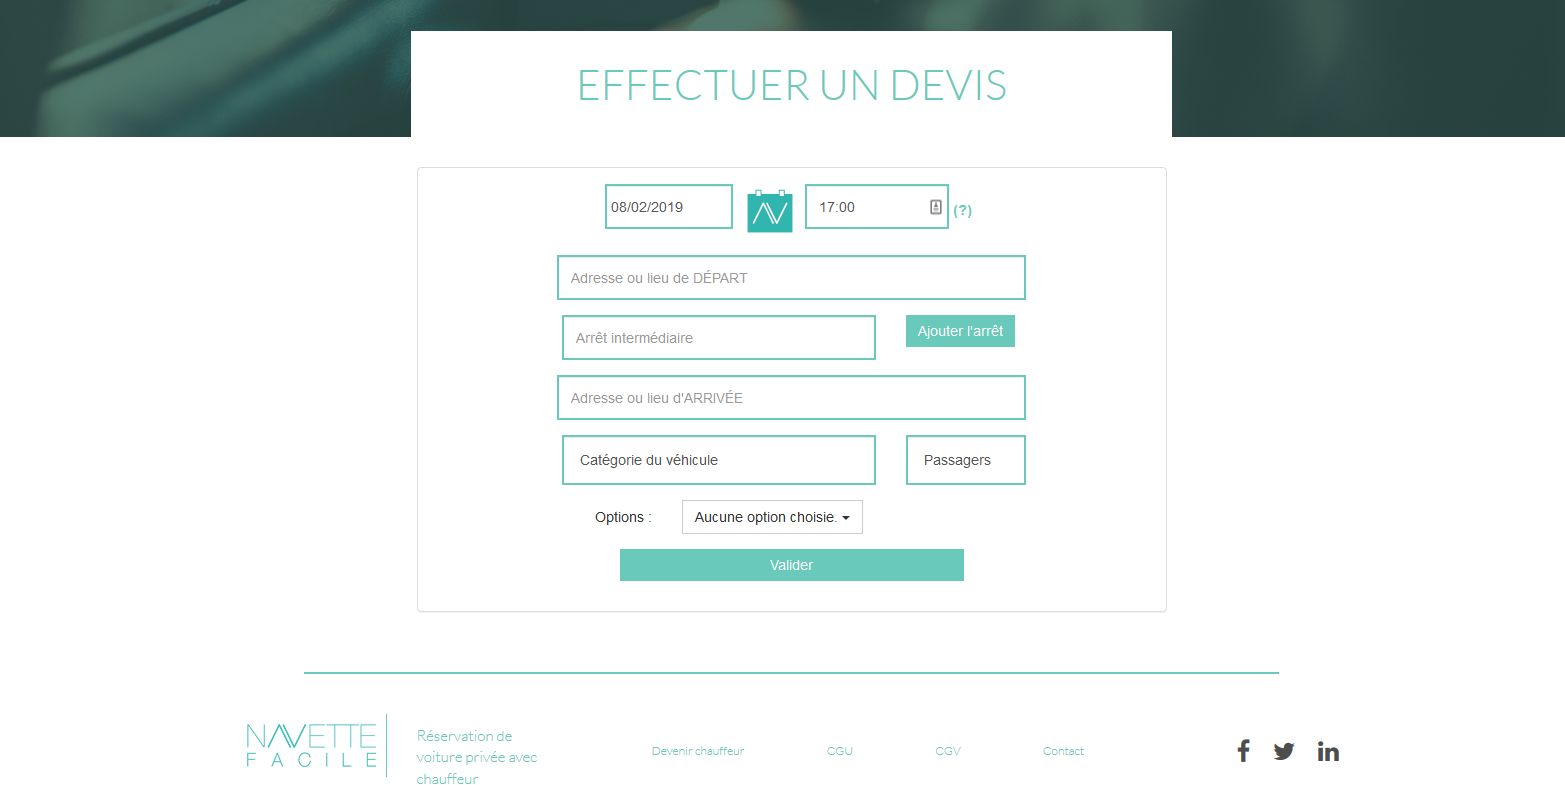 EFFECTUER UN DEVIS
08/02/2019
17:00
(?)
Adresse ou lieu de DÉPART
Arrêt intermédiaire
Ajouter l'arrêt
Adresse ou lieu d'ARRIVÉE
Catégorie du véhicule
Passagers
Options :
Aucune option choisie.
Valider
NAVETTE
FACILE
Réservation de
voiture privée avec
chauffeur
Devenir chauffeur
CGU
CGV
Contact